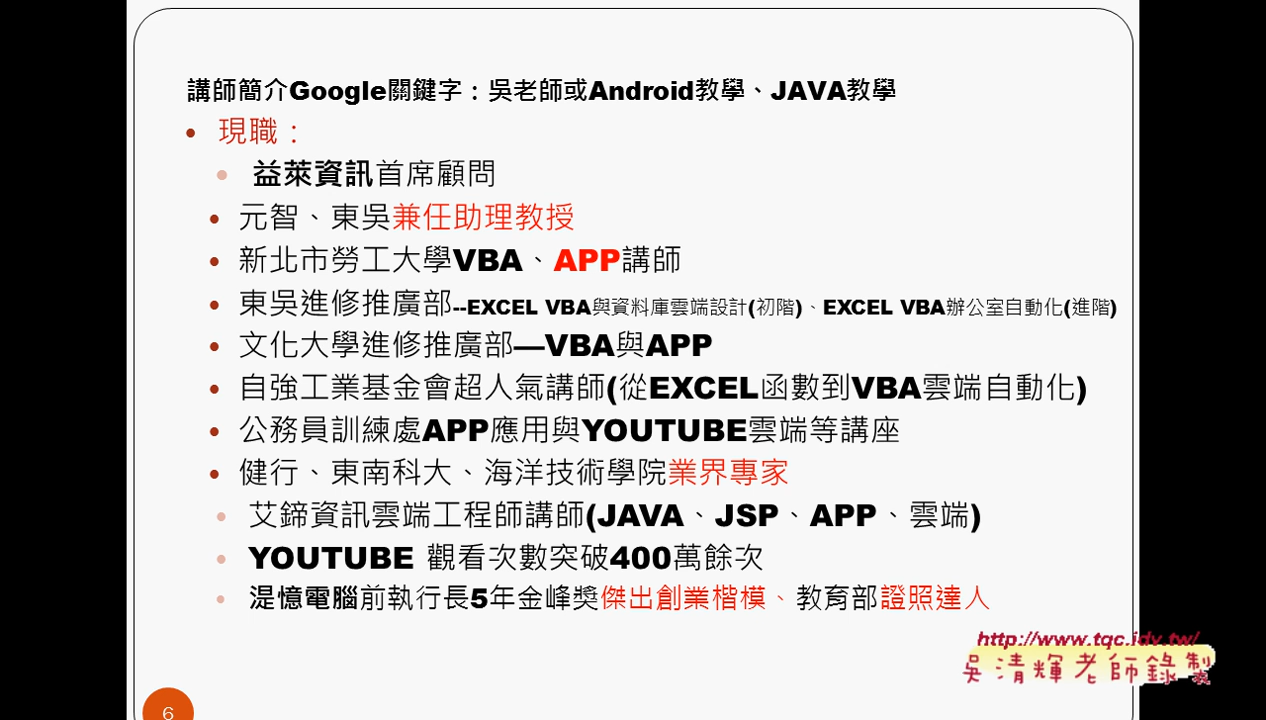 講師簡介Google關鍵字：吳老師或Android教學、JAVA教學
• 現職：
• 益萊資訊首席顧問
• 元智、東吳兼任助理教授
• 新北市勞工大學VBA、APP講師
• 東吳進修推廣部--EXCEL VBA與資料庫雲端設計(初階)、EXCEL VBA辦公室自動化(進階)
• 文化大學進修推廣部—VBA與APP
• 自強工業基金會超人氣講師(從EXCEL函數到VBA雲端自動化)
• 公務員訓練處APP應用與YOUTUBE雲端等講座
• 健行、東南科大、海洋技術學院業界專家
• 艾鍗資訊雲端工程師講師(JAVA、JSP、APP、雲端)
• YOUTUBE 觀看次數突破400萬餘次
• 湜憶電腦前執行長5年金峰獎傑出創業楷模、教育部證照達人
http://www.tqc.idv.tw/
吳清輝老師錄製
6